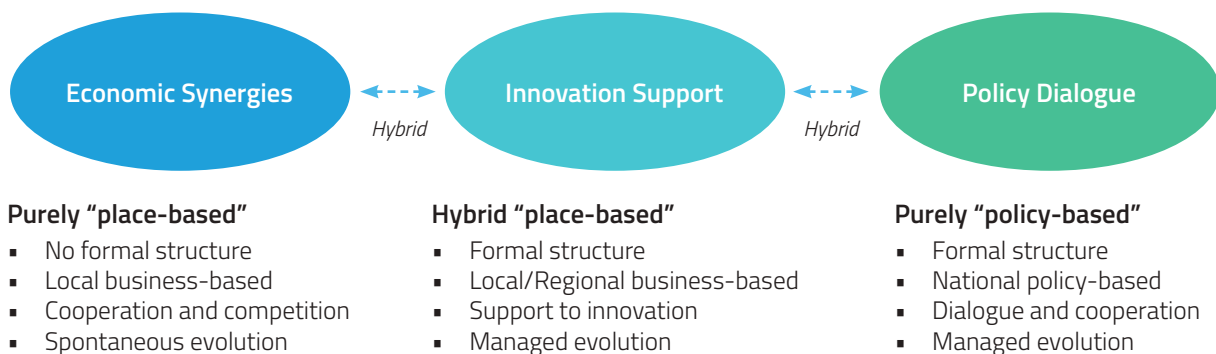 Economic Synergies
Hybrid
Innovation Support
Hybrid
Policy Dialogue
Purely “place-based”
▪ No formal structure
▪ Local business-based
▪ Cooperation and competition
▪ Spontaneous evolution
Hybrid “place-based”
▪ Formal structure
▪ Local/Regional business-based
▪ Support to innovation
▪ Managed evolution
Purely “policy-based”
▪ Formal structure
▪ National policy-based
▪ Dialogue and cooperation
▪ Managed evolution